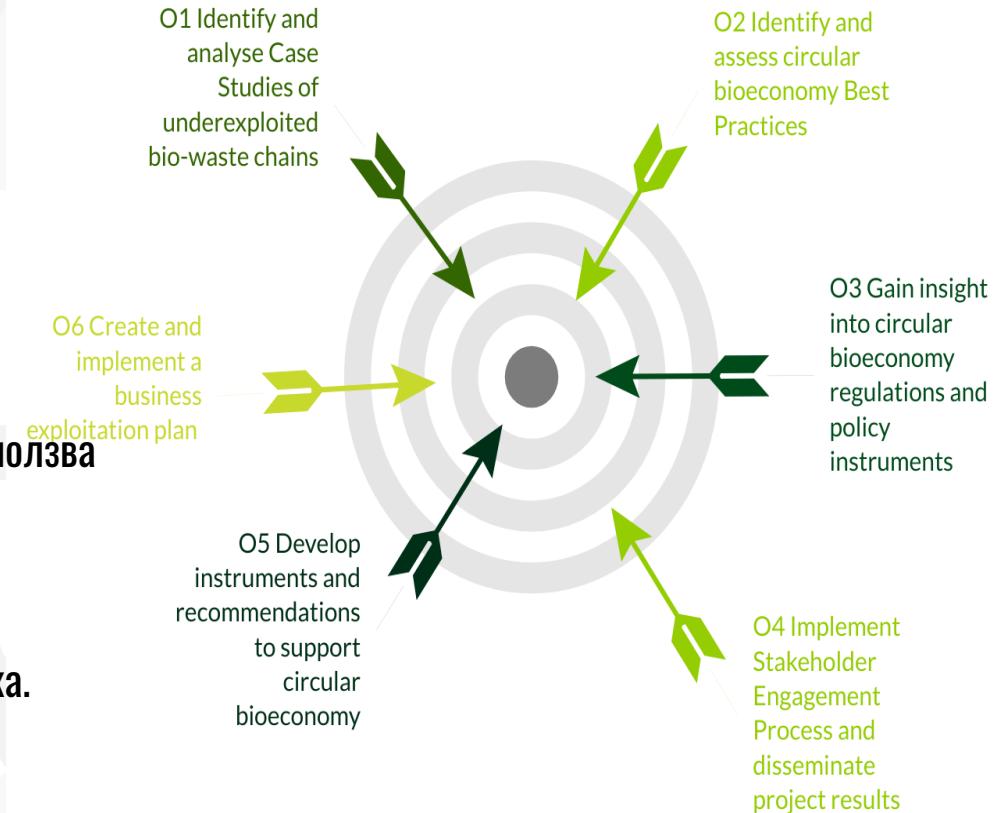 O1 Identify and
analyse Case
Studies of
underexploited
bio-waste chains
O2 Identify and
assess circular
bioeconomy Best
Practices
O3 Gain insight
into circular
bioeconomy
regulations and
policy
instruments
O4 Implement
Stakeholder
Engagement
Process and
disseminate
project results
O5 Develop
instruments and
recommendations
to support
circular
bioeconomy
O6 Create and
implement a
business
exploitation plan